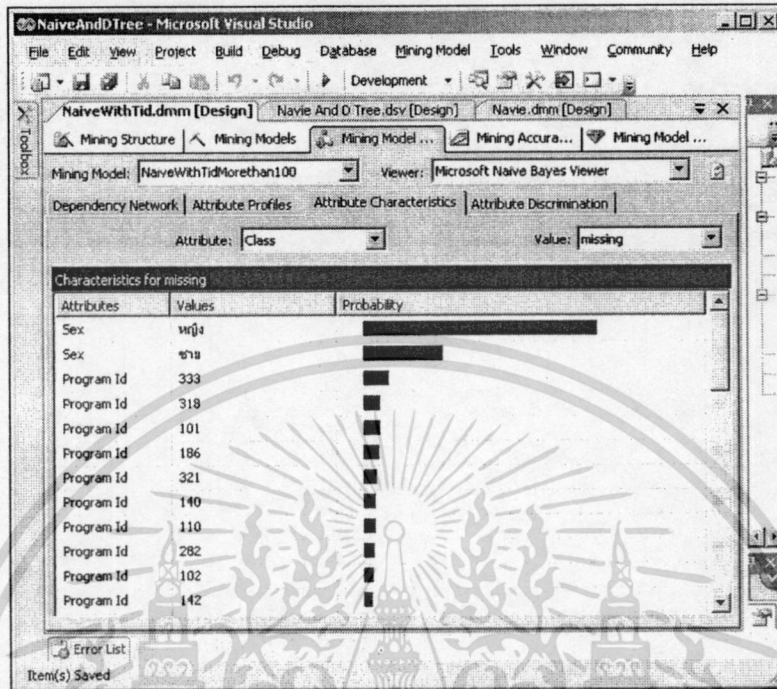 NaiveAndDTree - Microsoft Visual Studio
File Edit View Project Build Debug Database Mining Model Tools Window Community Help
Development
Toolbox
NaiveWithTid.dmm [Design] Navie And D Tree.dsv [Design] Navie.dmm [Design]
Mining Structure Mining Models Mining Model ... Mining Accura... Mining Model ...
Mining Model: NaiveWithTidMorethan100 Viewer: Microsoft Naive Bayes Viewer
Dependency Network Attribute Profiles Attribute Characteristics Attribute Discrimination
Attribute: Class Value: missing
Characteristics for missing
Attributes Values Probability
Sex หญิง
Sex ชาย
Program Id 333
Program Id 318
Program Id 101
Program Id 186
Program Id 321
Program Id 140
Program Id 110
Program Id 282
Program Id 102
Program Id 142
Error List
Item(s) Saved